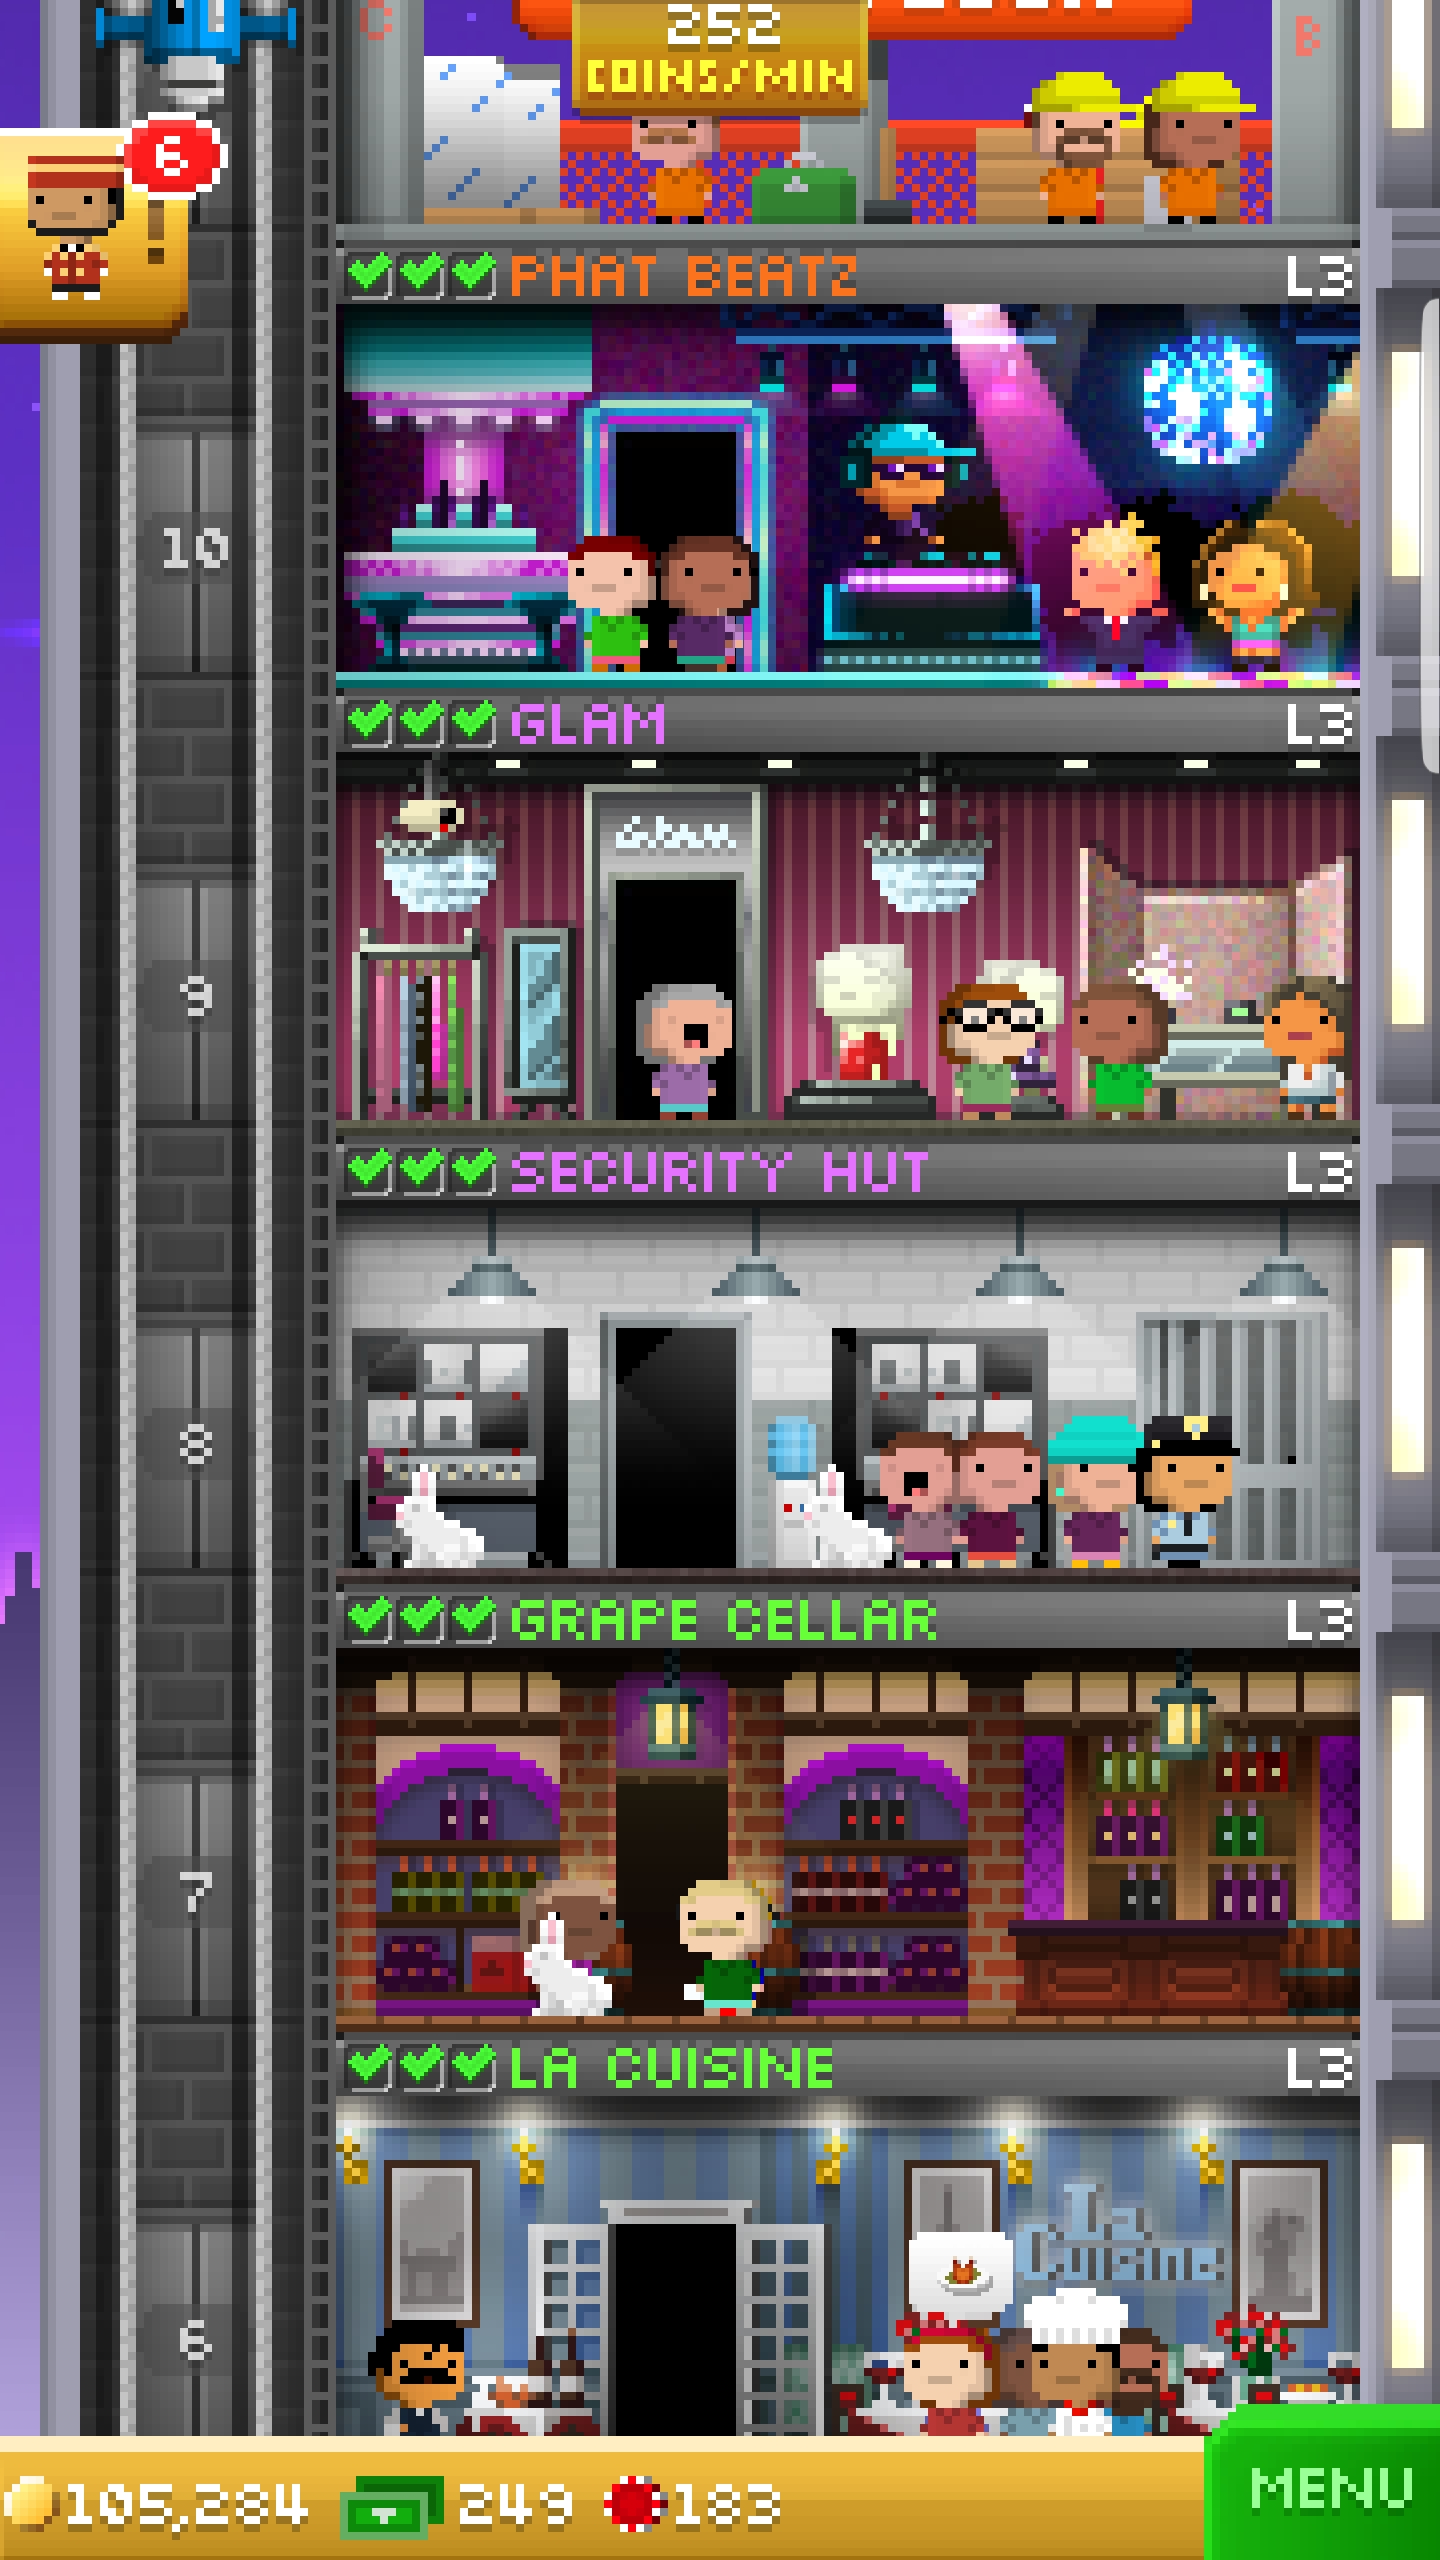 C
252
COINS/MIN
B
6
!
PHAT BEATZ L3
10
GLAM L3
Glam
9
SECURITY HUT L3
8
GRAPE CELLAR L3
7
LA CUISINE L3
La
Cuisine
6
105,284 249 183
MENU